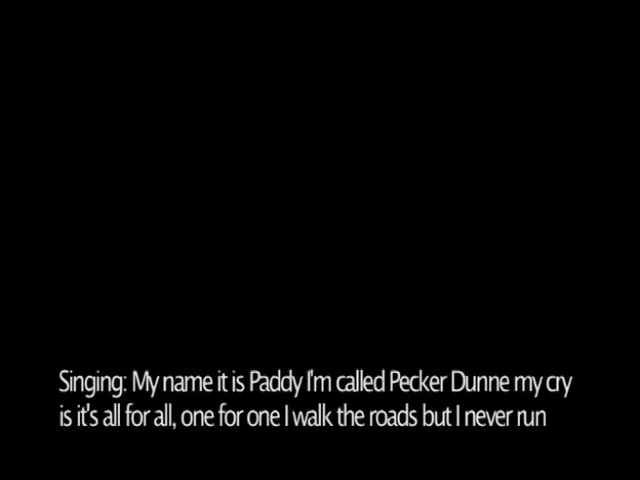 Singing: My name it is Paddy I'm called Pecker Dunne my cry
is it's all for all, one for one I walk the roads but I never run